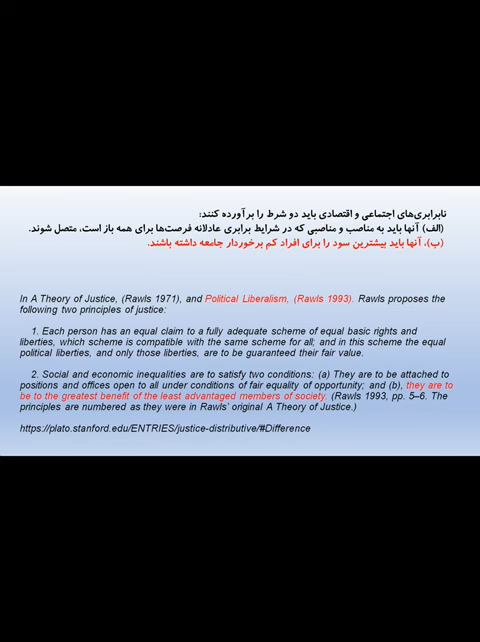 نابرابری‌های اجتماعی و اقتصادی باید دو شرط را برآورده کنند:
(الف) آنها باید به مناصب و مناصبی که در شرایط برابری عادلانه فرصت‌ها برای همه باز است، متصل شوند.
(ب)، آنها باید بیشترین سود را برای افراد کم برخوردار جامعه داشته باشند.
In A Theory of Justice, (Rawls 1971), and Political Liberalism, (Rawls 1993). Rawls proposes the
following two principles of justice:
1. Each person has an equal claim to a fully adequate scheme of equal basic rights and
liberties, which scheme is compatible with the same scheme for all; and in this scheme the equal
political liberties, and only those liberties, are to be guaranteed their fair value.
2. Social and economic inequalities are to satisfy two conditions: (a) They are to be attached to
positions and offices open to all under conditions of fair equality of opportunity; and (b), they are to
be to the greatest benefit of the least advantaged members of society. (Rawls 1993, pp. 5–6. The
principles are numbered as they were in Rawls' original A Theory of Justice.)
https://plato.stanford.edu/ENTRIES/justice-distributive/#Difference